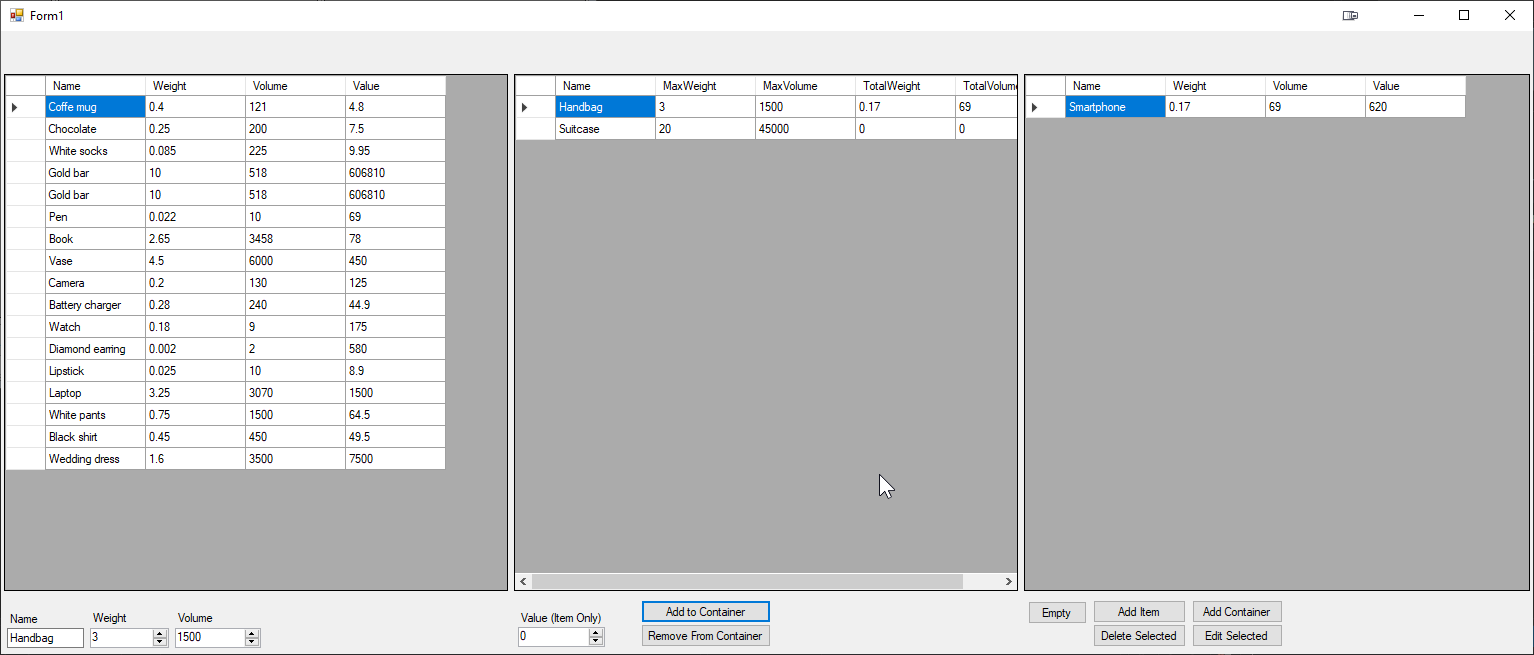 Form1
Name Weight Volume Value
Coffe mug 0.4 121 4.8
Chocolate 0.25 200 7.5
White socks 0.085 225 9.95
Gold bar 10 518 606810
Gold bar 10 518 606810
Pen 0.022 10 69
Book 2.65 3458 78
Vase 4.5 6000 450
Camera 0.2 130 125
Battery charger 0.28 240 44.9
Watch 0.18 9 175
Diamond earring 0.002 2 580
Lipstick 0.025 10 8.9
Laptop 3.25 3070 1500
White pants 0.75 1500 64.5
Black shirt 0.45 450 49.5
Wedding dress 1.6 3500 7500
Name MaxWeight MaxVolume TotalWeight TotalVolum
Handbag 3 1500 0.17 69
Suitcase 20 45000 0 0
Name Weight Volume Value
Smartphone 0.17 69 620
Name Weight Volume
Handbag 3 1500
Value (Item Only)
0
Add to Container
Remove From Container
Empty Add Item Add Container
Delete Selected Edit Selected